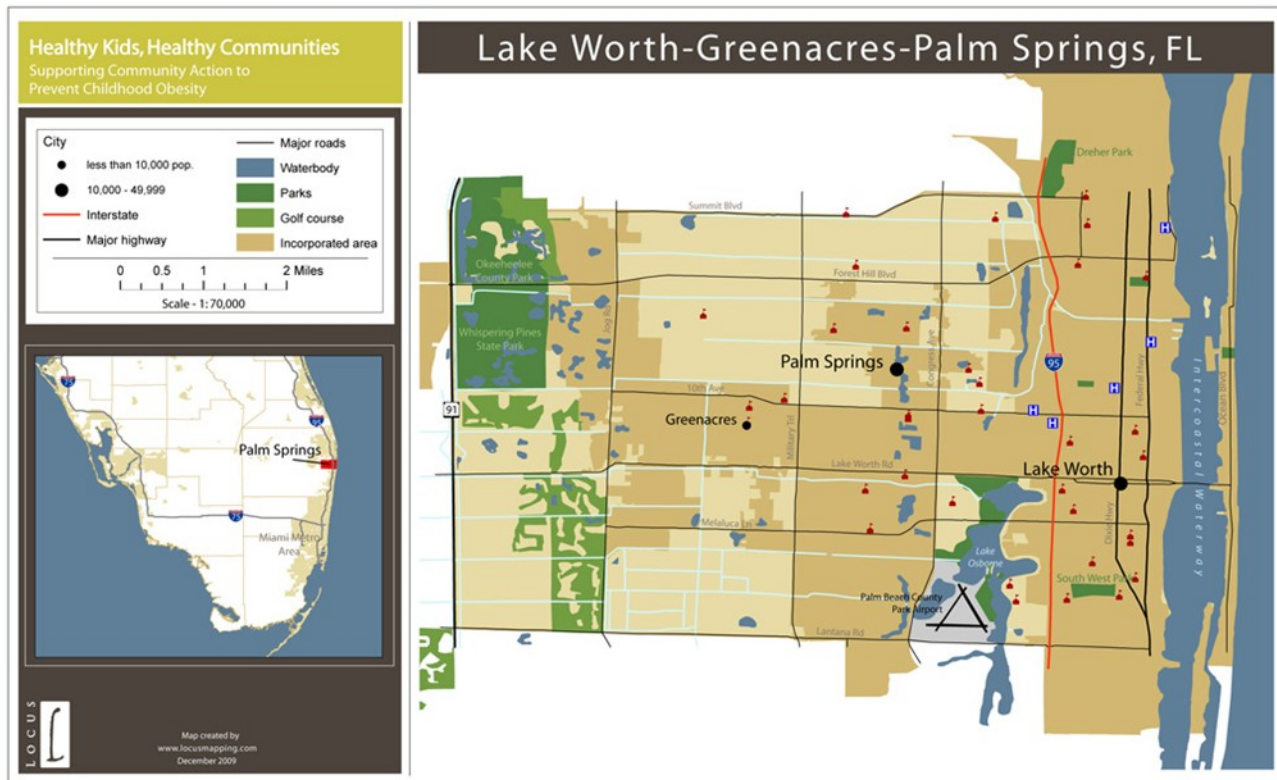 Healthy Kids, Healthy Communities
Supporting Community Action to
Prevent Childhood Obesity
City
less than 10,000 pop.
10,000 - 49,999
Interstate
Major highway
Major roads
Waterbody
Parks
Golf course
Incorporated area
0 0.5 1 2 Miles
Scale - 1: 70,000
75
95
Palm Springs
75
Miami Metro
Area
LOCUS
Map created by
www.locusmapping.com
December 2009
Lake Worth-Greenacres-Palm Springs, FL
Dreher Park
Summit Blvd
H
Okeeheelee
County Park
Forest Hill Blvd
Whispering Pines
State Park
Jog Rd
Palm Springs
Congress Ave
95
H
Federal Hwy
Intercoastal Waterway
Ocean Blvd
10th Ave
H
91
Greenacres
Military Trl
H
H
Lake Worth Rd
Lake Worth
Melaluca Ln
Dixie Hwy
Lake
Osborne
South West Park
Palm Beach County
Park Airport
Lantana Rd